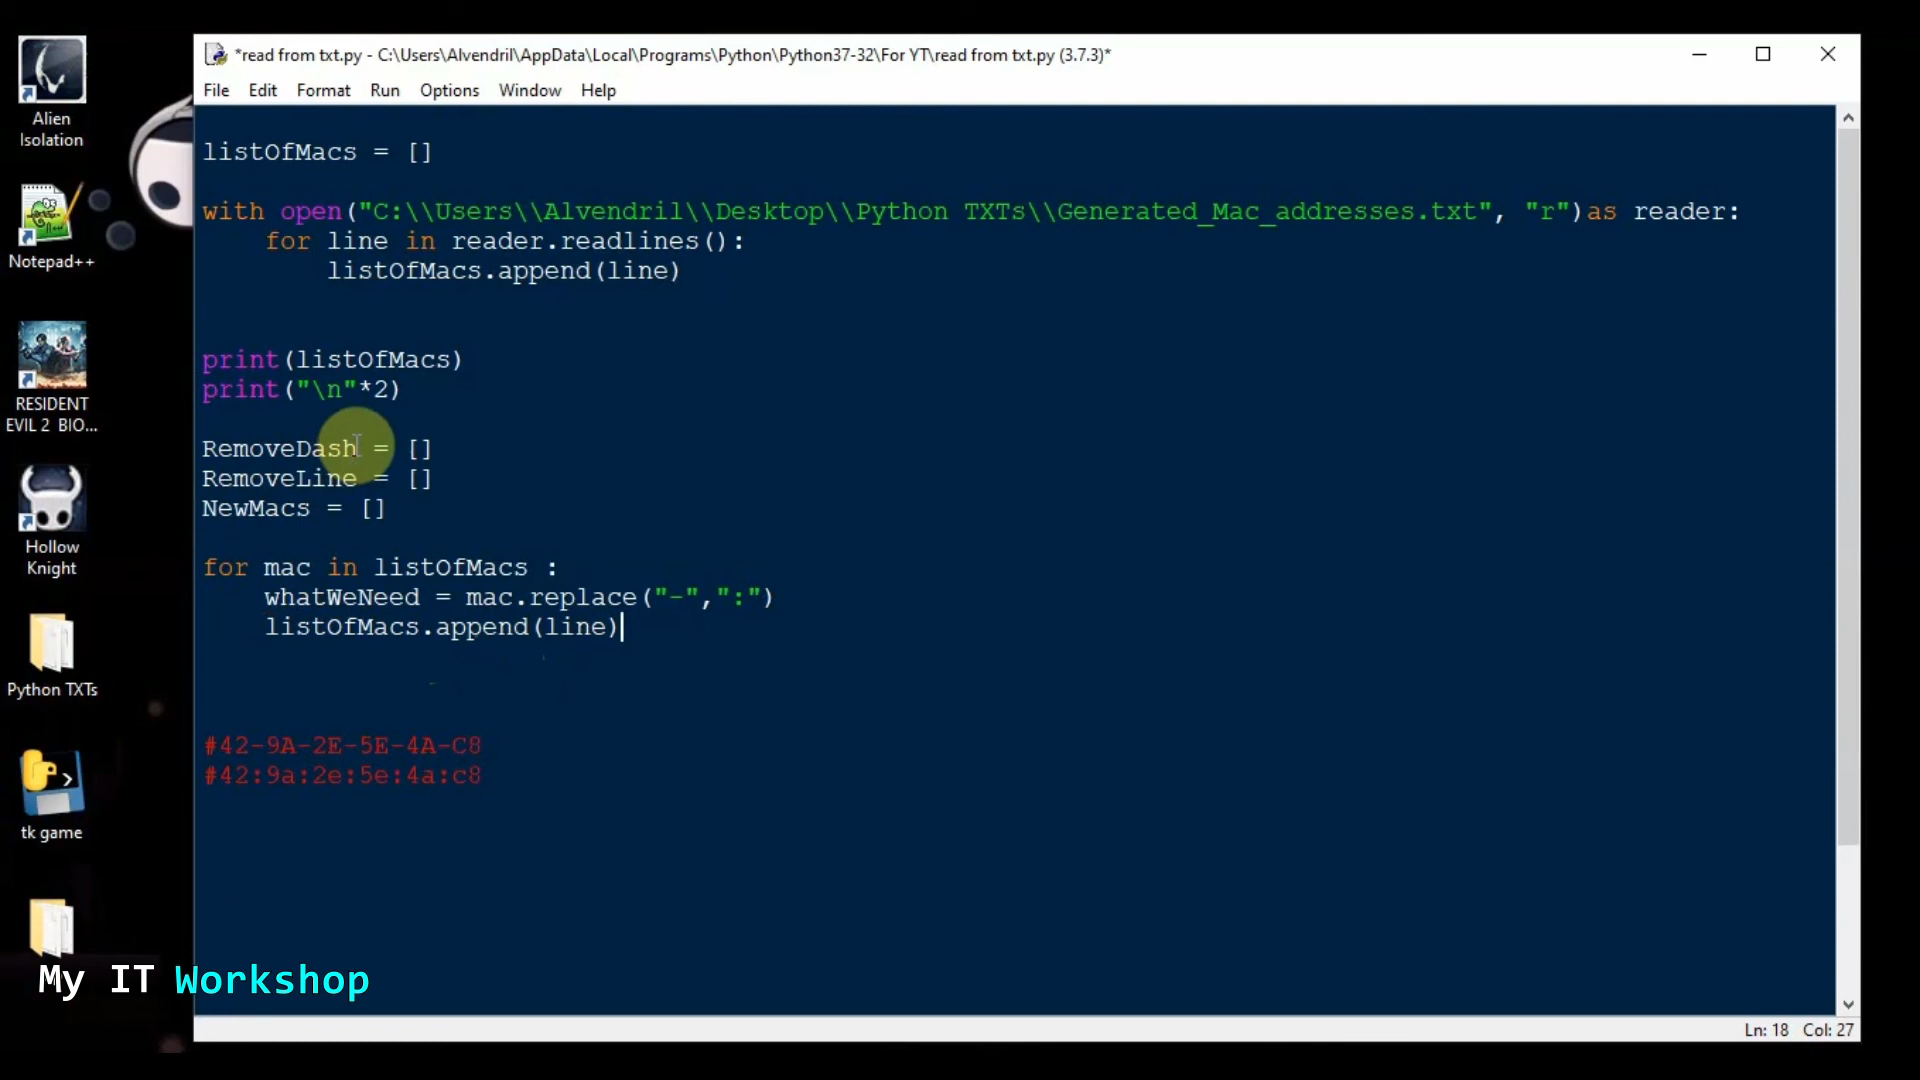 *read from txt.py - C:\Users\Alvendril\AppData\Local\Programs\Python\Python37-32\For YT\read from txt.py (3.7.3)*
File Edit Format Run Options Window Help
listOfMacs = []
with open("C:\\Users\\Alvendril\\Desktop\\Python TXTs\\Generated_Mac_addresses.txt", "r")as reader:
    for line in reader.readlines():
        listOfMacs.append(line)
print(listOfMacs)
print("\n"*2)
RemoveDash = []
RemoveLine = []
NewMacs = []
for mac in listOfMacs :
    whatWeNeed = mac.replace("-",":")
    listOfMacs.append(line)
#42-9A-2E-5E-4A-C8
#42:9a:2e:5e:4a:c8
Ln: 18 Col: 27
Alien
Isolation
Notepad++
RESIDENT
EVIL 2 BIO...
Hollow
Knight
Python TXTs
tk game
My IT Workshop